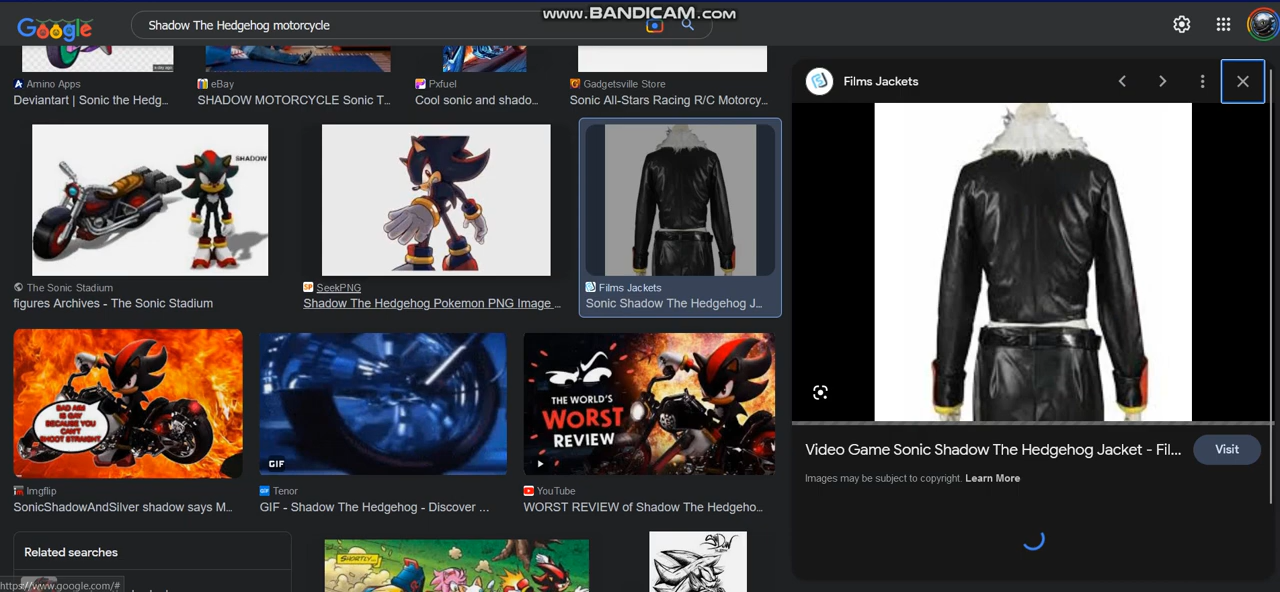 www.BANDICAM.com
Google
Shadow The Hedgehog motorcycle
Amino Apps
Deviantart | Sonic the Hedg...
eBay
SHADOW MOTORCYCLE Sonic T...
Pxfuel
Cool sonic and shado...
Gadgetsville Store
Sonic All-Stars Racing R/C Motorcy...
Films Jackets
SHADOW
The Sonic Stadium
figures Archives - The Sonic Stadium
SP
SeekPNG
Shadow The Hedgehog Pokemon PNG Image ...
Films Jackets
Sonic Shadow The Hedgehog J...
BAD AIM
IS GAY
BECAUSE YOU
CAN'T
SHOOT STRAIGHT
GIF
THE WORLD'S
WORST
REVIEW
Imgflip
SonicShadowAndSilver shadow says M...
GIF
Tenor
GIF - Shadow The Hedgehog - Discover ...
YouTube
WORST REVIEW of Shadow The Hedgeho...
Video Game Sonic Shadow The Hedgehog Jacket - Fil...
Visit
Images may be subject to copyright. Learn More
Related searches
SHORTLY...
https://www.google.com/#